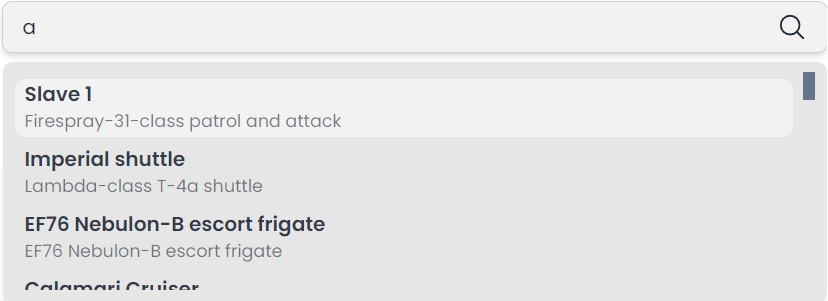 a
Slave 1
Firespray-31-class patrol and attack
Imperial shuttle
Lambda-class T-4a shuttle
EF76 Nebulon-B escort frigate
EF76 Nebulon-B escort frigate
Calamari Cruiser